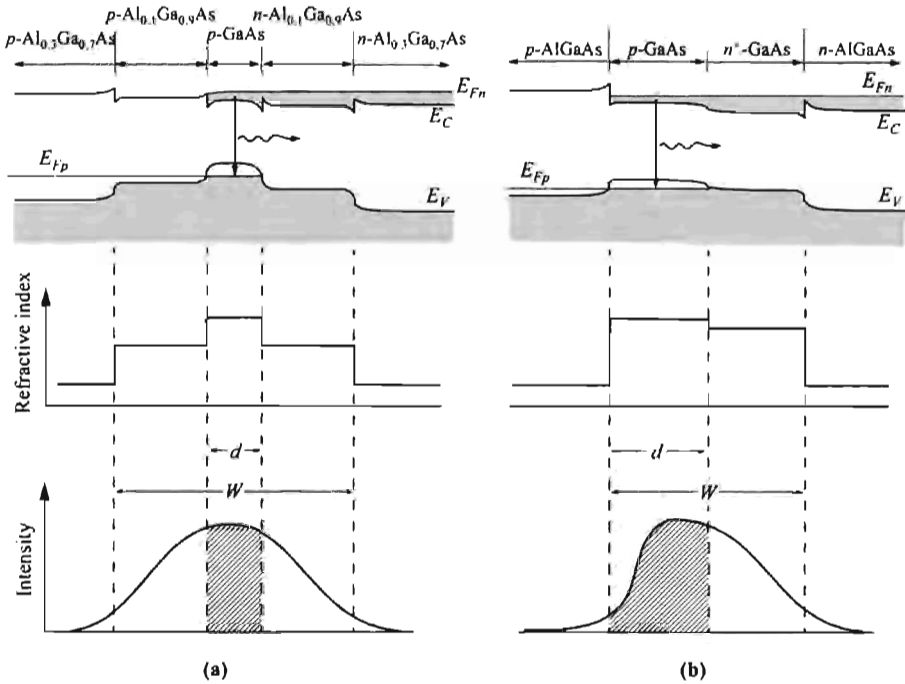 p-Al0.1Ga0.9As n-Al0.1Ga0.9As
p-Al0.3Ga0.7As p-GaAs n-Al0.3Ga0.7As
EFn
EC
EFp
EV
p-AlGaAs p-GaAs n+-GaAs n-AlGaAs
EFn
EC
EFp
EV
Refractive index
d
W
d
W
Intensity
(a)
(b)